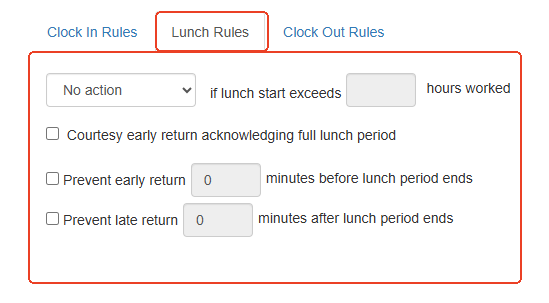 Clock In Rules Lunch Rules Clock Out Rules
No action if lunch start exceeds hours worked
Courtesy early return acknowledging full lunch period
Prevent early return 0 minutes before lunch period ends
Prevent late return 0 minutes after lunch period ends